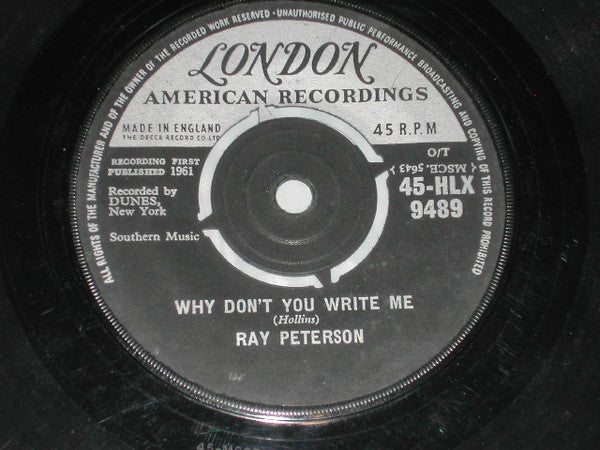 ALL RIGHTS OF THE MANUFACTURER AND OF THE OWNER OF THE RECORDED WORK RESERVED · UNAUTHORISED PUBLIC PERFORMANCE BROADCASTING AND COPYING OF THIS RECORD PROHIBITED
LONDON
AMERICAN RECORDINGS
MADE IN ENGLAND
THE DECCA RECORD CO LTD
45 R.P.M
RECORDING FIRST
PUBLISHED 1961
T/O
MSCE. 5643
Recorded by
DUNES,
New York
45-HLX
9489
Southern Music
WHY DON'T YOU WRITE ME
(Hollins)
RAY PETERSON